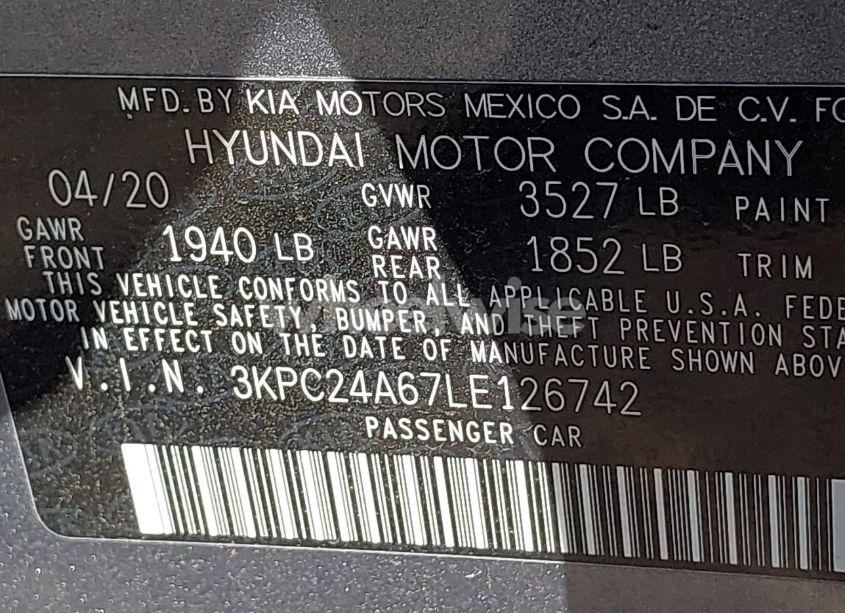 MFD. BY KIA MOTORS MEXICO S.A. DE C.V. FO
HYUNDAI MOTOR COMPANY
04/20 GVWR 3527 LB PAINT
GAWR FRONT 1940 LB GAWR REAR 1852 LB TRIM
THIS VEHICLE CONFORMS TO ALL APPLICABLE U.S.A. FEDE
MOTOR VEHICLE SAFETY, BUMPER, AND THEFT PREVENTION STA
IN EFFECT ON THE DATE OF MANUFACTURE SHOWN ABOV
V.I.N. 3KPC24A67LE126742
PASSENGER CAR